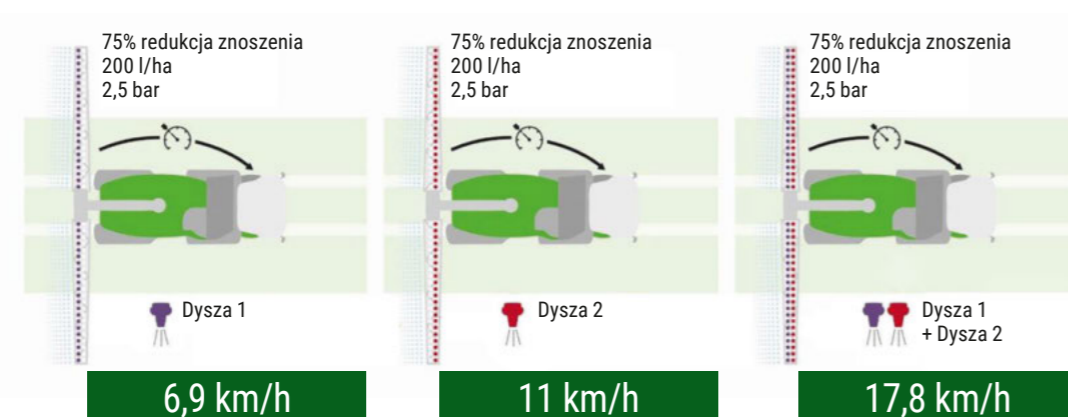 75% redukcja znoszenia
200 l/ha
2,5 bar
Dysza 1
6,9 km/h
75% redukcja znoszenia
200 l/ha
2,5 bar
Dysza 2
11 km/h
75% redukcja znoszenia
200 l/ha
2,5 bar
Dysza 1
+ Dysza 2
17,8 km/h